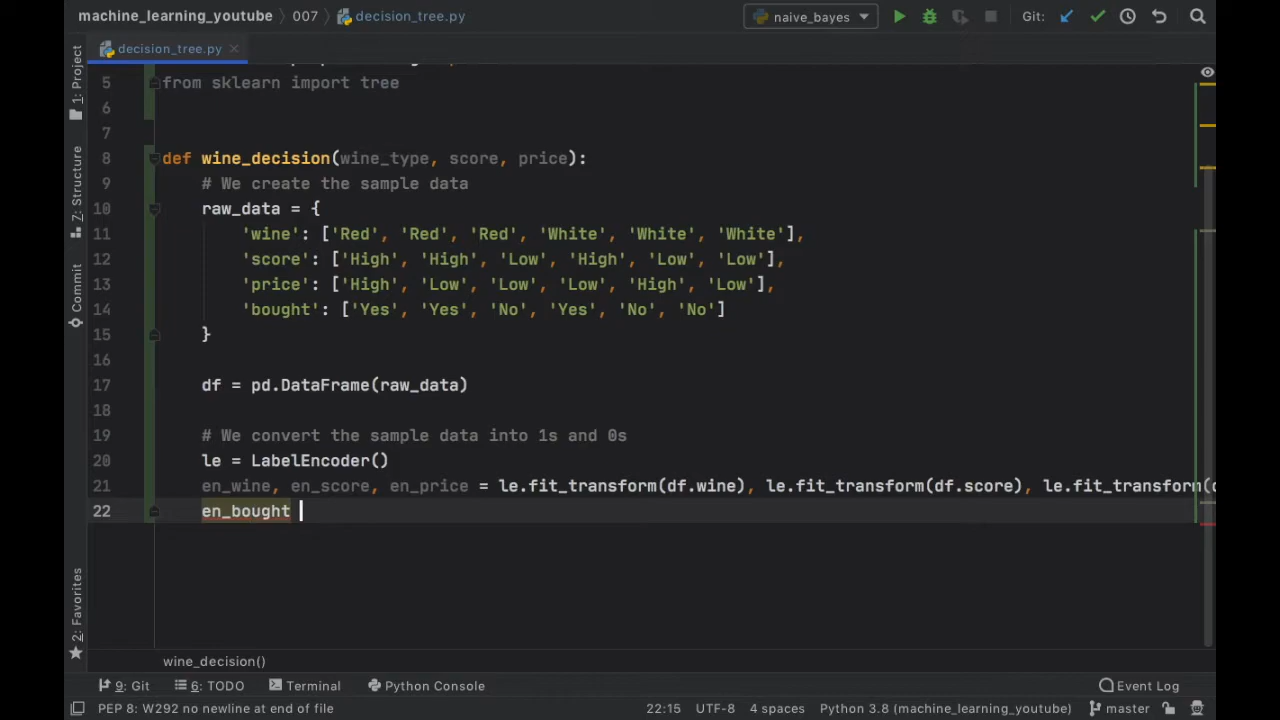 machine_learning_youtube 007 decision_tree.py naive_bayes Git:
decision_tree.py
1: Project
7: Structure
Commit
2: Favorites
5 from sklearn import tree
6
7
8 def wine_decision(wine_type, score, price):
9 # We create the sample data
10 raw_data = {
11 'wine': ['Red', 'Red', 'Red', 'White', 'White', 'White'],
12 'score': ['High', 'High', 'Low', 'High', 'Low', 'Low'],
13 'price': ['High', 'Low', 'Low', 'Low', 'High', 'Low'],
14 'bought': ['Yes', 'Yes', 'No', 'Yes', 'No', 'No']
15 }
16
17 df = pd.DataFrame(raw_data)
18
19 # We convert the sample data into 1s and 0s
20 le = LabelEncoder()
21 en_wine, en_score, en_price = le.fit_transform(df.wine), le.fit_transform(df.score), le.fit_transform(
22 en_bought
wine_decision()
9: Git 6: TODO Terminal Python Console Event Log
PEP 8: W292 no newline at end of file 22:15 UTF-8 4 spaces Python 3.8 (machine_learning_youtube) master